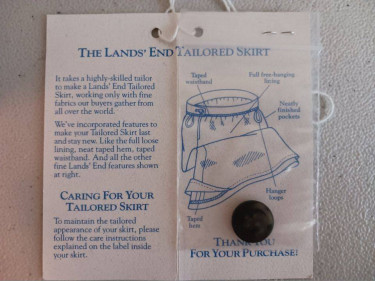 THE LANDS' END TAILORED SKIRT
It takes a highly-skilled tailor
to make a Lands' End Tailored
Skirt, working only with fine
fabrics our buyers gather from
all over the world.
We've incorporated features to
make your Tailored Skirt last
and stay new. Like the full loose
lining, neat taped hem, taped
waistband. And all the other
fine Lands' End features shown
at right.
CARING FOR YOUR
TAILORED SKIRT
To maintain the tailored
appearance of your skirt, please
follow the care instructions
explained on the label inside
your skirt.
Taped
waistband
Full free-hanging
lining
Neatly
finished
pockets
Hanger
loops
Taped
hem
THANK YOU
FOR YOUR PURCHASE!